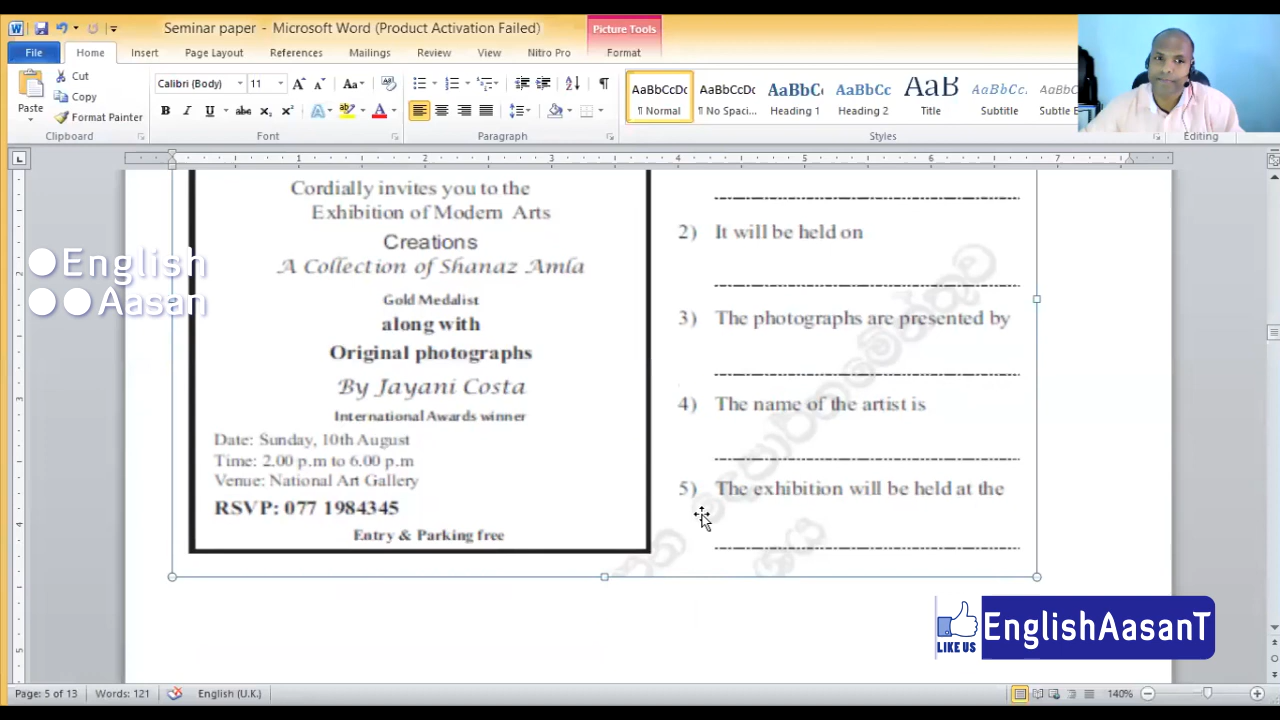 Seminar paper - Microsoft Word (Product Activation Failed)
Picture Tools
File Home Insert Page Layout References Mailings Review View Nitro Pro Format
Paste
Cut
Copy
Format Painter
Clipboard
Calibri (Body) 11
Font
Paragraph
AaBbCcDc AaBbCcDc AaBbC AaBbCc AaB AaBbCc. AaBbCc
¶ Normal ¶ No Spaci... Heading 1 Heading 2 Title Subtitle Subtle E
Styles
Editing
English
Aasan
Cordially invites you to the
Exhibition of Modern Arts
Creations
A Collection of Shanaz Amla
Gold Medalist
along with
Original photographs
By Jayani Costa
International Awards winner
Date: Sunday, 10th August
Time: 2.00 p.m to 6.00 p.m
Venue: National Art Gallery
RSVP: 077 1984345
Entry & Parking free
2) It will be held on
3) The photographs are presented by
4) The name of the artist is
5) The exhibition will be held at the
LIKE US
EnglishAasanT
Page: 5 of 13 Words: 121 English (U.K.) 140%